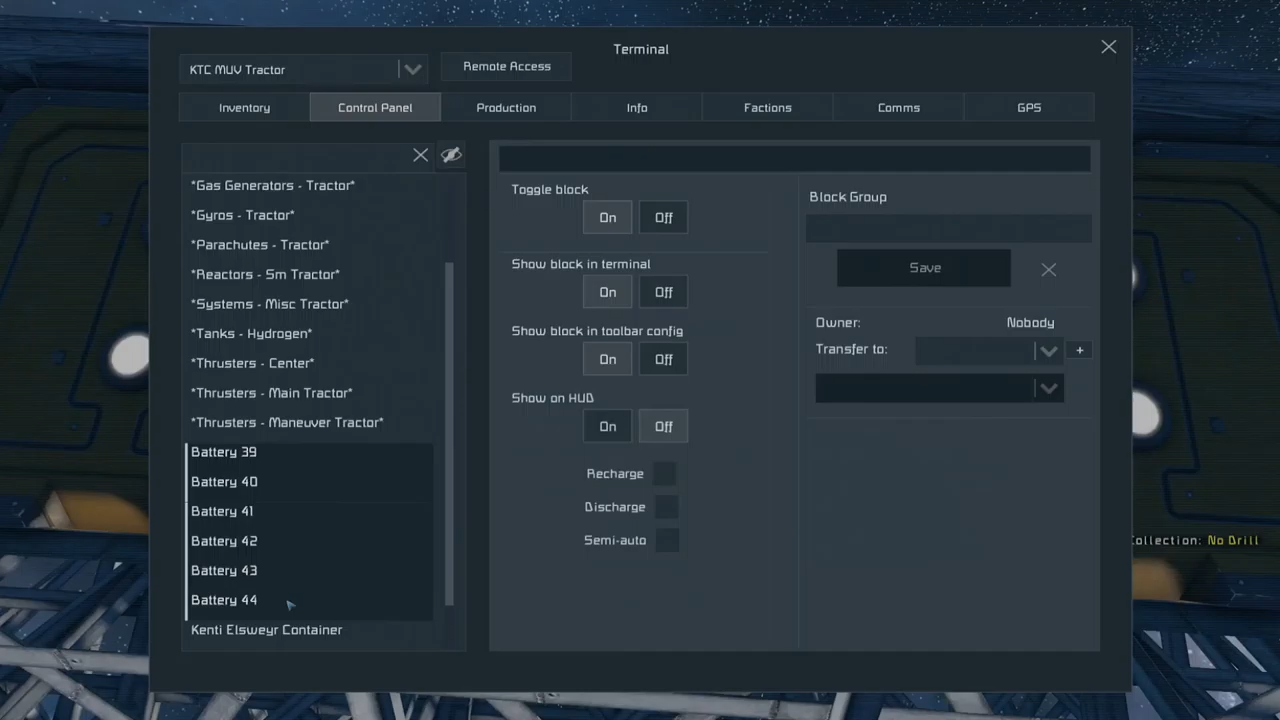 Terminal
KTC MUV Tractor
Remote Access
Inventory
Control Panel
Production
Info
Factions
Comms
GPS
*Gas Generators - Tractor*
*Gyros - Tractor*
*Parachutes - Tractor*
*Reactors - Sm Tractor*
*Systems - Misc Tractor*
*Tanks - Hydrogen*
*Thrusters - Center*
*Thrusters - Main Tractor*
*Thrusters - Maneuver Tractor*
Battery 39
Battery 40
Battery 41
Battery 42
Battery 43
Battery 44
Kenti Elsweyr Container
Toggle block
On Off
Show block in terminal
On Off
Show block in toolbar config
On Off
Show on HUD
On Off
Recharge
Discharge
Semi-auto
Block Group
Save
Owner: Nobody
Transfer to:
+
ollection: No Drill